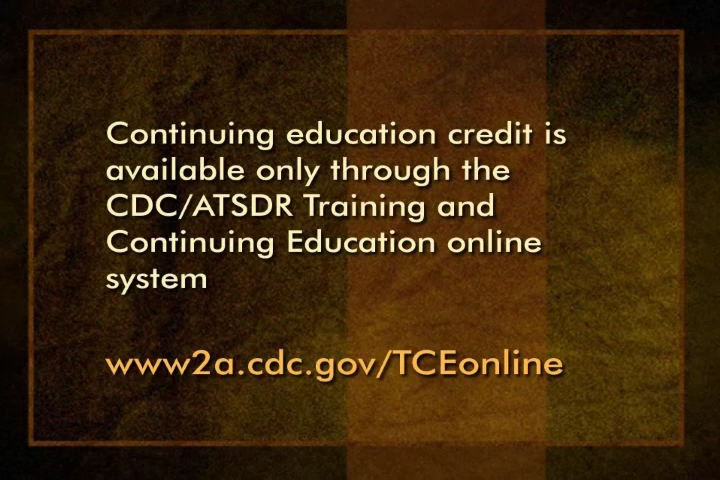 Continuing education credit is
available only through the
CDC/ATSDR Training and
Continuing Education online
system
www2a.cdc.gov/TCEonline